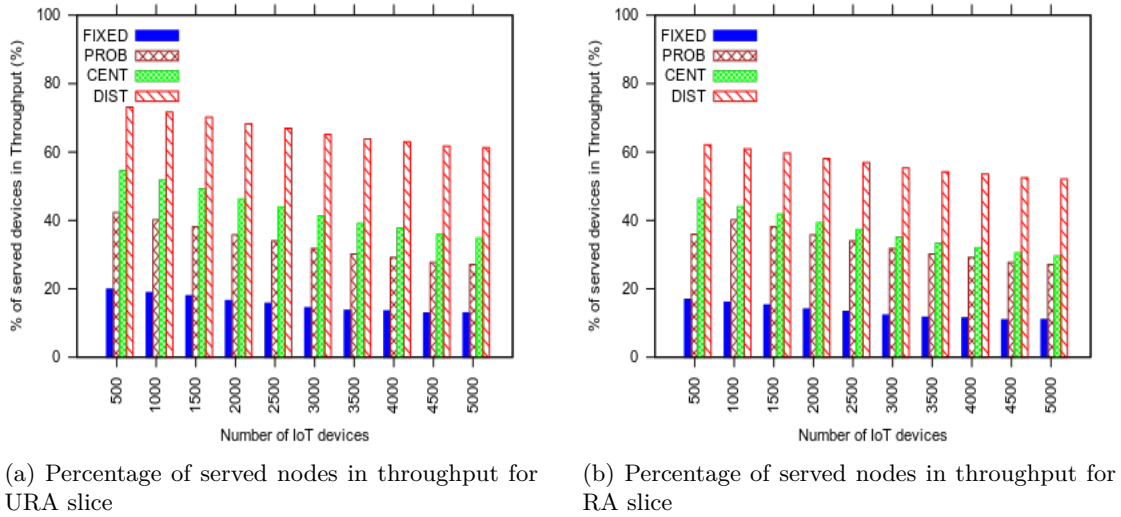 100
80
60
40
20
0
% of served devices in Throughput (%)
FIXED
PROB
CENT
DIST
500 1000 1500 2000 2500 3000 3500 4000 4500 5000
Number of IoT devices
(a) Percentage of served nodes in throughput for
URA slice
100
80
60
40
20
0
% of served devices in Throughput (%)
FIXED
PROB
CENT
DIST
500 1000 1500 2000 2500 3000 3500 4000 4500 5000
Number of IoT devices
(b) Percentage of served nodes in throughput for
RA slice